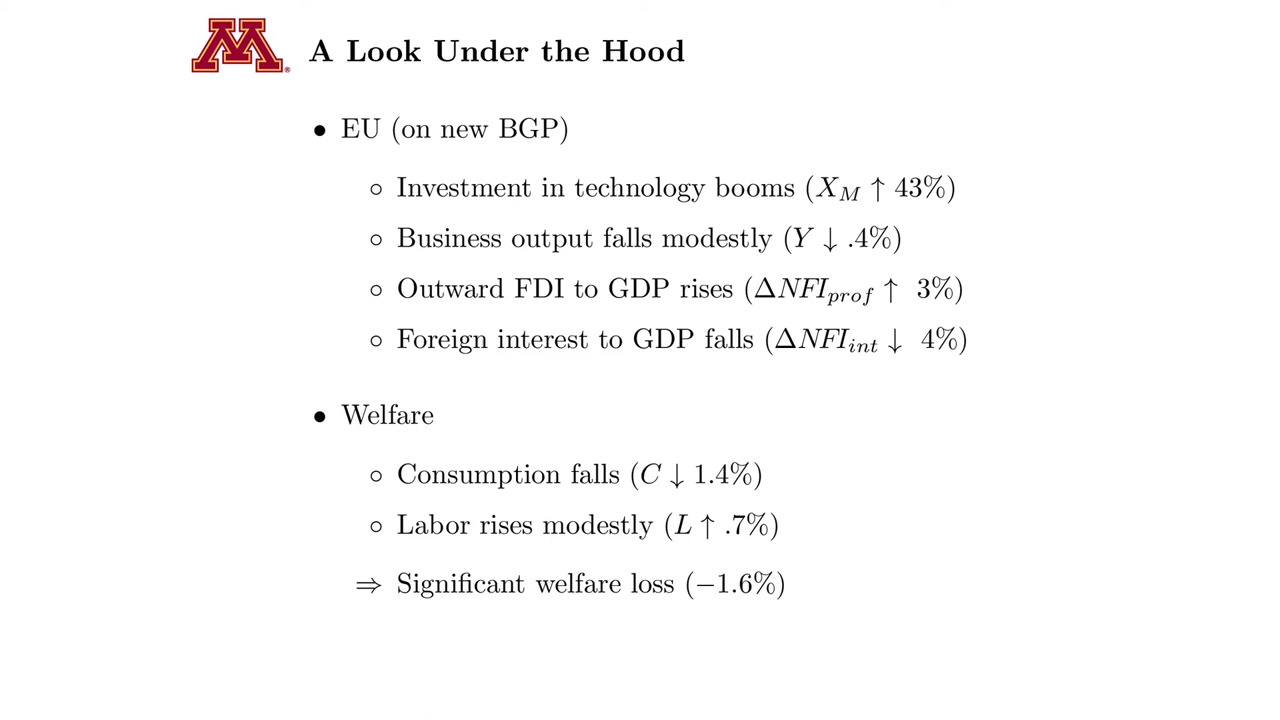 A Look Under the Hood
• EU (on new BGP)
◦ Investment in technology booms (X_M ↑ 43%)
◦ Business output falls modestly (Y ↓ .4%)
◦ Outward FDI to GDP rises (ΔNFI_prof ↑ 3%)
◦ Foreign interest to GDP falls (ΔNFI_int ↓ 4%)
• Welfare
◦ Consumption falls (C ↓ 1.4%)
◦ Labor rises modestly (L ↑ .7%)
⇒ Significant welfare loss (−1.6%)